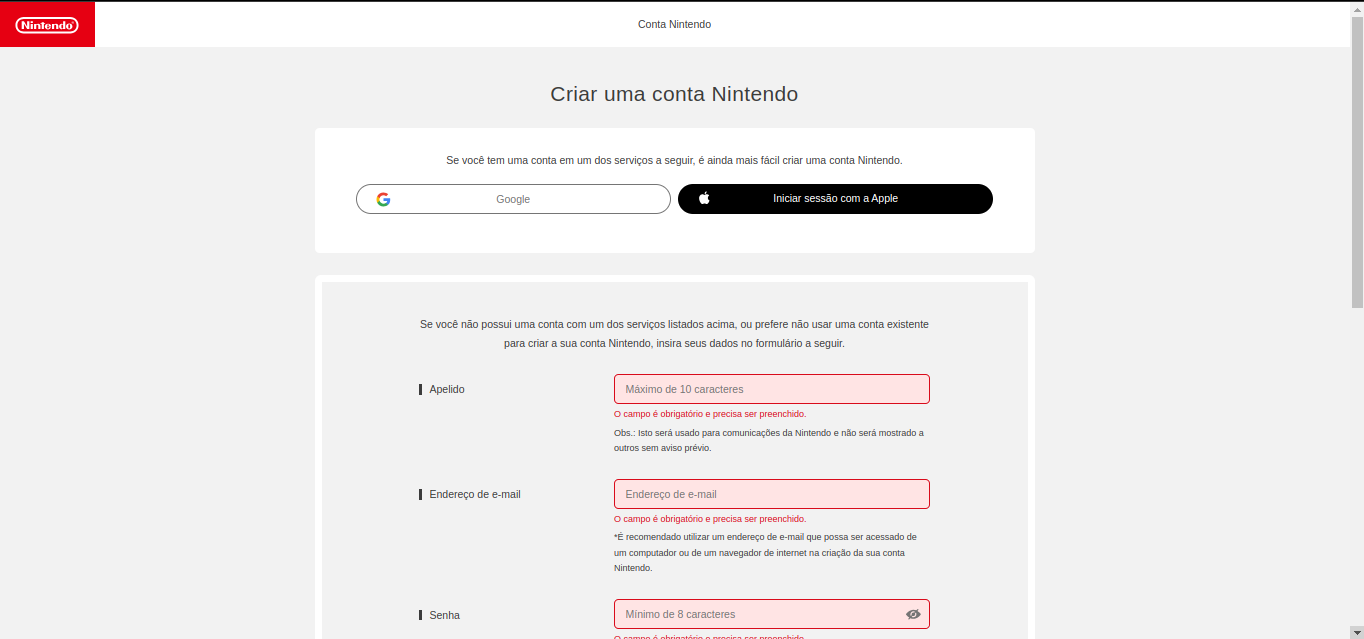 Nintendo
Conta Nintendo
Criar uma conta Nintendo
Se você tem uma conta em um dos serviços a seguir, é ainda mais fácil criar uma conta Nintendo.
Google
Iniciar sessão com a Apple
Se você não possui uma conta com um dos serviços listados acima, ou prefere não usar uma conta existente
para criar a sua conta Nintendo, insira seus dados no formulário a seguir.
Apelido
Máximo de 10 caracteres
O campo é obrigatório e precisa ser preenchido.
Obs.: Isto será usado para comunicações da Nintendo e não será mostrado a
outros sem aviso prévio.
Endereço de e-mail
Endereço de e-mail
O campo é obrigatório e precisa ser preenchido.
*É recomendado utilizar um endereço de e-mail que possa ser acessado de
um computador ou de um navegador de internet na criação da sua conta
Nintendo.
Senha
Mínimo de 8 caracteres
O campo é obrigatório e precisa ser preenchido.